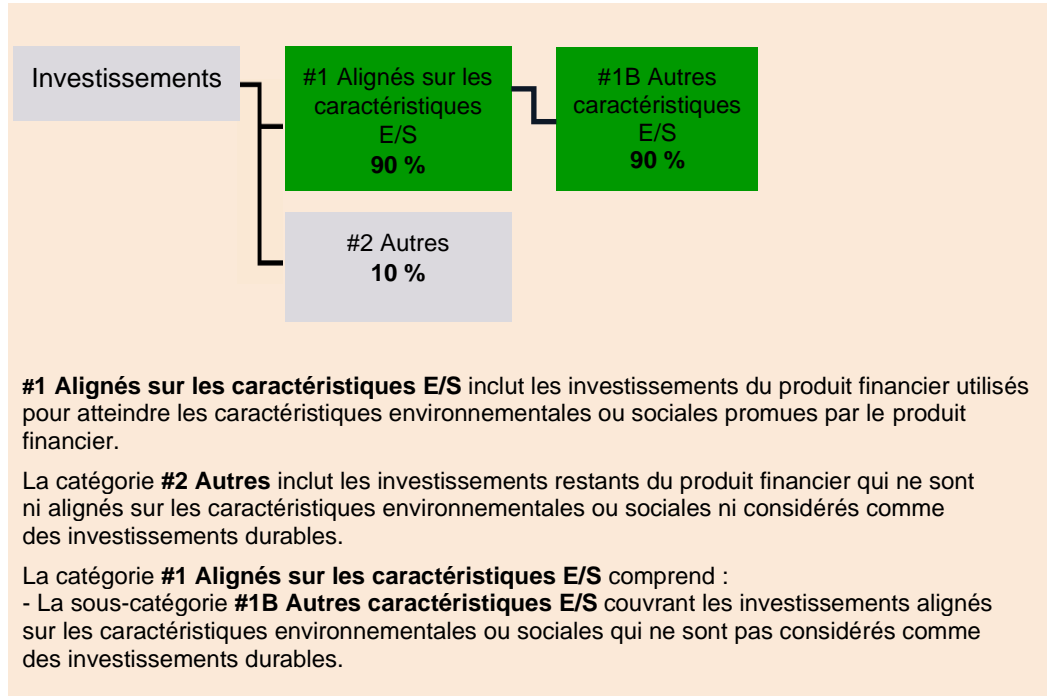 Investissements
#1 Alignés sur les
caractéristiques
E/S
90 %
#1B Autres
caractéristiques
E/S
90 %
#2 Autres
10 %
#1 Alignés sur les caractéristiques E/S inclut les investissements du produit financier utilisés
pour atteindre les caractéristiques environnementales ou sociales promues par le produit
financier.
La catégorie #2 Autres inclut les investissements restants du produit financier qui ne sont
ni alignés sur les caractéristiques environnementales ou sociales ni considérés comme
des investissements durables.
La catégorie #1 Alignés sur les caractéristiques E/S comprend :
- La sous-catégorie #1B Autres caractéristiques E/S couvrant les investissements alignés
sur les caractéristiques environnementales ou sociales qui ne sont pas considérés comme
des investissements durables.